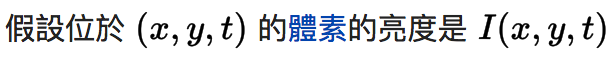 假設位於 (x, y, t) 的體素的亮度是 I(x, y, t)